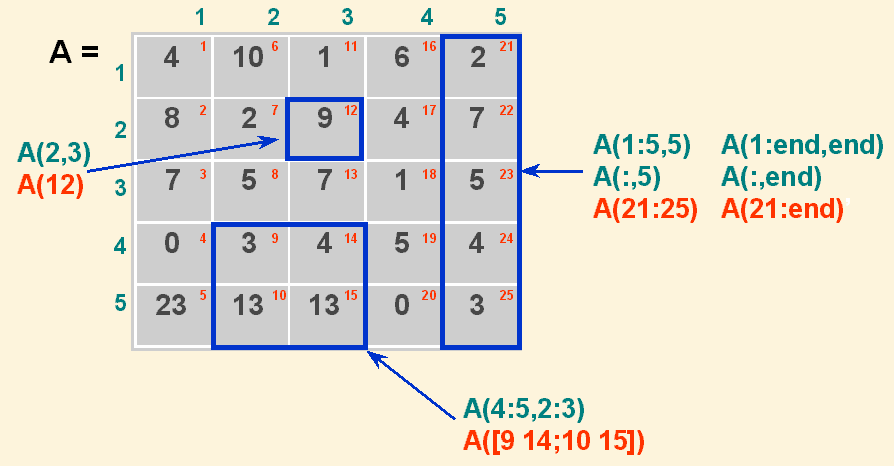 1 2 3 4 5
A =
1 4 1 10 6 1 11 6 16 2 21
2 8 2 2 7 9 12 4 17 7 22
A(2,3)
A(12)
3 7 3 5 8 7 13 1 18 5 23
A(1:5,5) A(1:end,end)
A(:,5) A(:,end)
A(21:25) A(21:end)
4 0 4 3 9 4 14 5 19 4 24
5 23 5 13 10 13 15 0 20 3 25
A(4:5,2:3)
A([9 14;10 15])